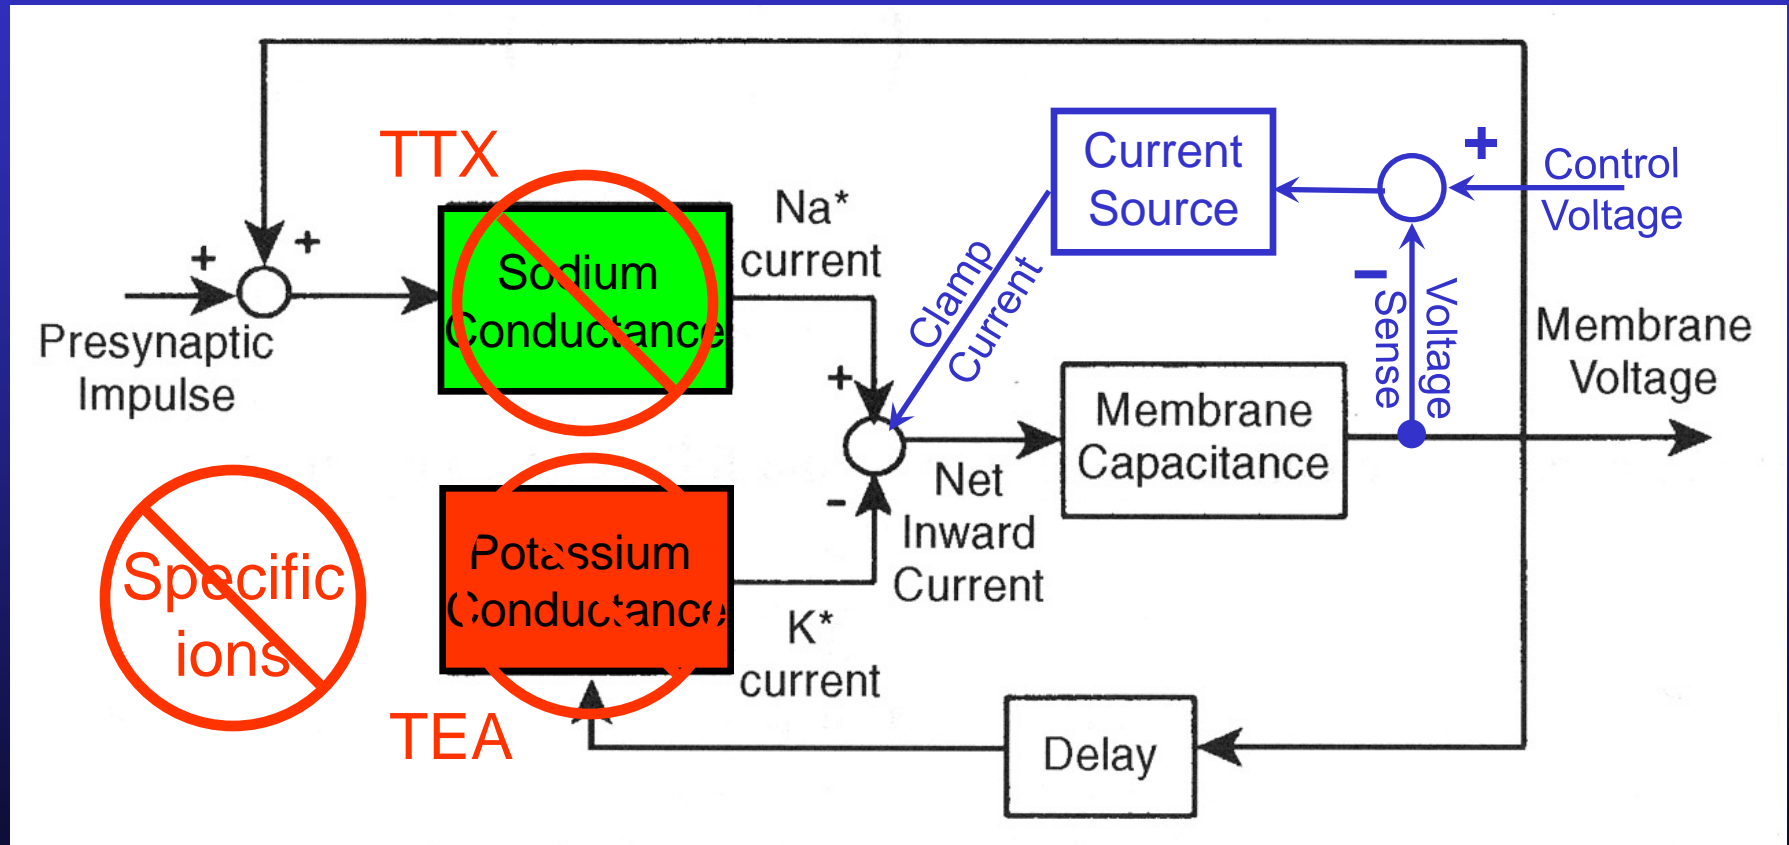 TTX
Current
Source
+
Control
Voltage
Na*
current
+
+
Sodium
Conductance
Clamp
Current
−
Voltage
Sense
Presynaptic
Impulse
Membrane
Voltage
+
Membrane
Capacitance
-
Net
Inward
Current
Specific
ions
Potassium
Conductance
K*
current
TEA
Delay